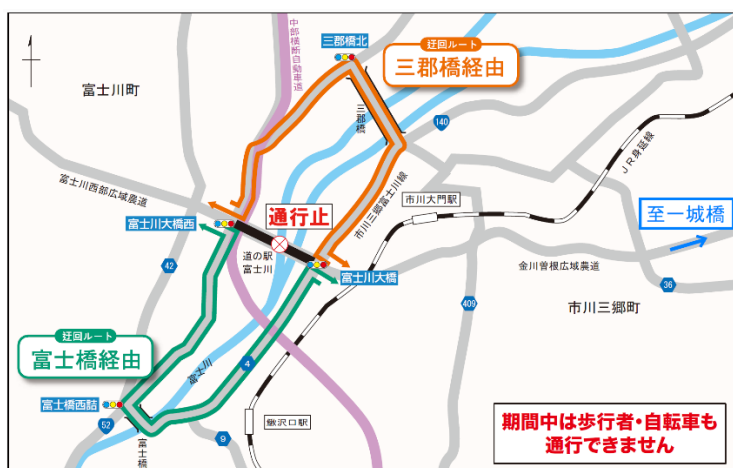 中部横断自動車道
三郡橋北
迂回ルート
三郡橋経由
富士川町
三郡橋
140
JR身延線
富士川西部広域農道
市川三郷富士川線
通行止
市川大門駅
至一城橋
富士川大橋西
道の駅
富士川
富士川大橋
金川曽根広域農道
42
36
409
市川三郷町
迂回ルート
富士橋経由
富士川
4
富士橋西詰
52
富士橋
9
鰍沢口駅
期間中は歩行者・自転車も
通行できません